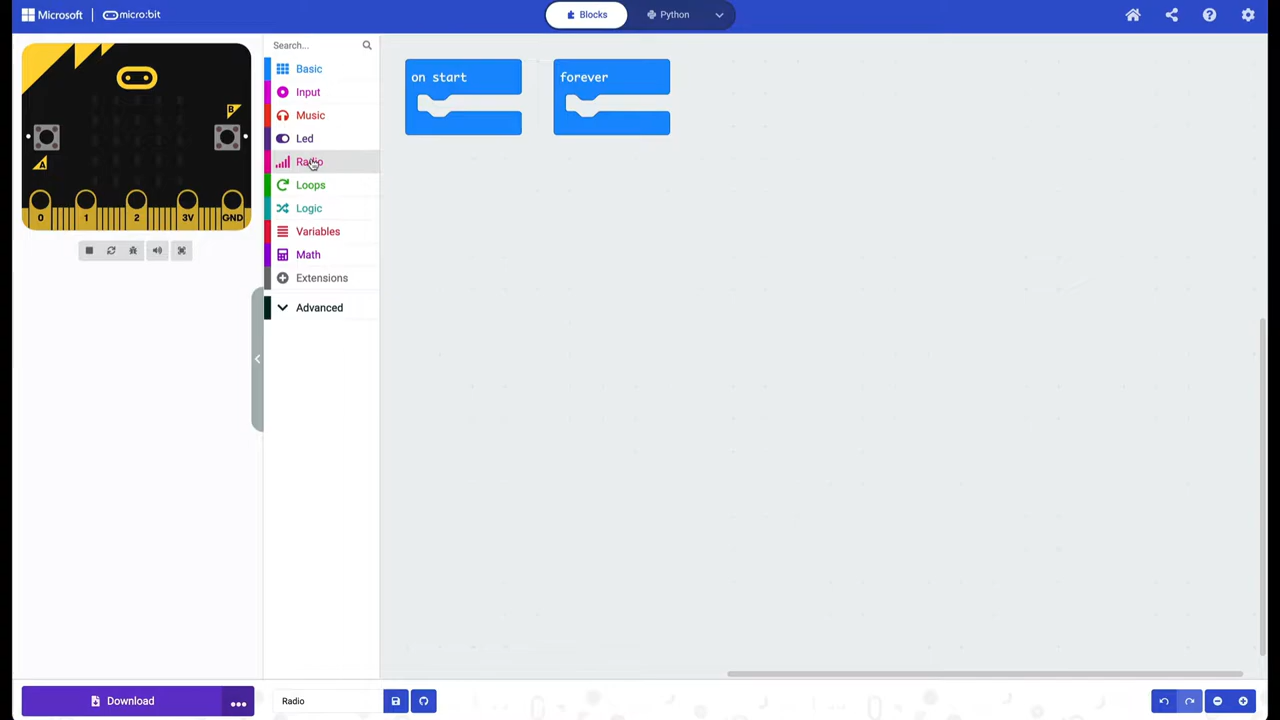 Microsoft
micro:bit
Blocks
Python
B
A
0
1
2
3V
GND
Search...
Basic
Input
Music
Led
Radio
Loops
Logic
Variables
Math
Extensions
Advanced
on start
forever
Download
Radio